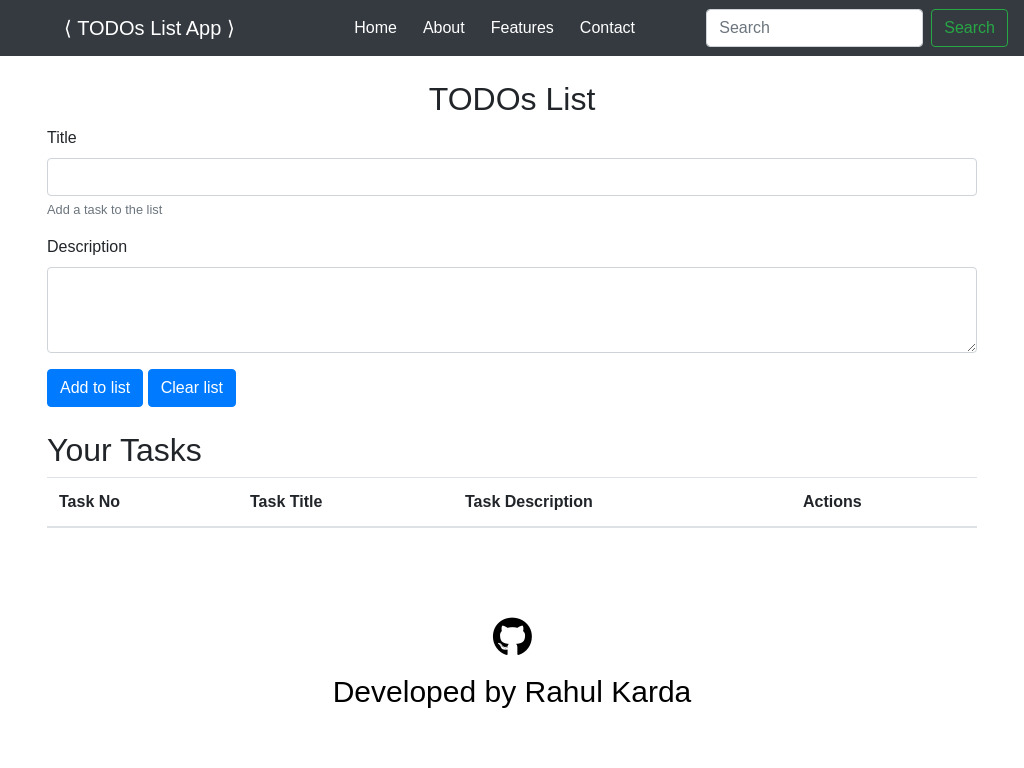 ⟨ TODOs List App ⟩ Home About Features Contact Search Search
TODOs List
Title
Add a task to the list
Description
Add to list Clear list
Your Tasks
Task No Task Title Task Description Actions
Developed by Rahul Karda